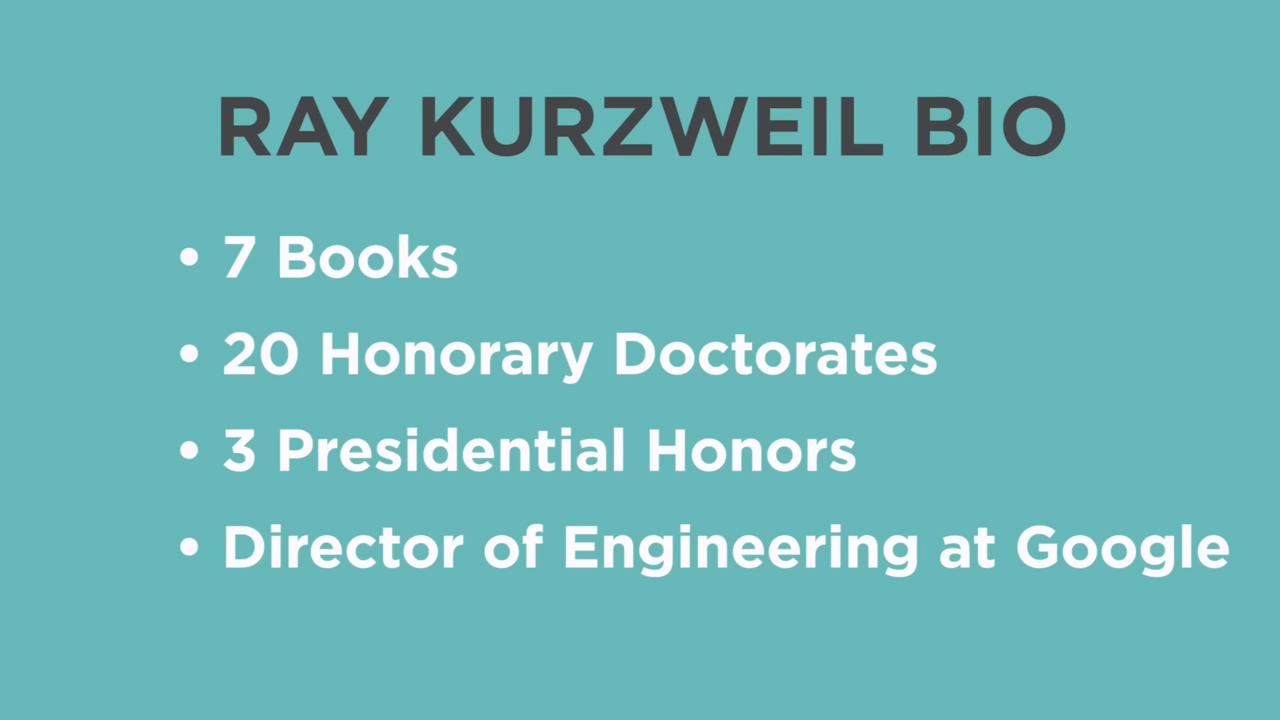 RAY KURZWEIL BIO
• 7 Books
• 20 Honorary Doctorates
• 3 Presidential Honors
• Director of Engineering at Google